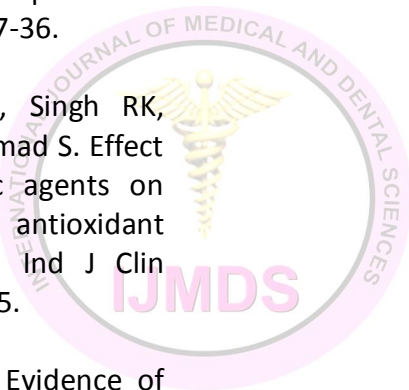 7-36.
INTERNATIONAL JOURNAL OF MEDICAL AND DENTAL SCIENCES
, Singh RK,
mad S. Effect
c agents on
antioxidant
Ind J Clin
5.
IJMDS
Evidence of